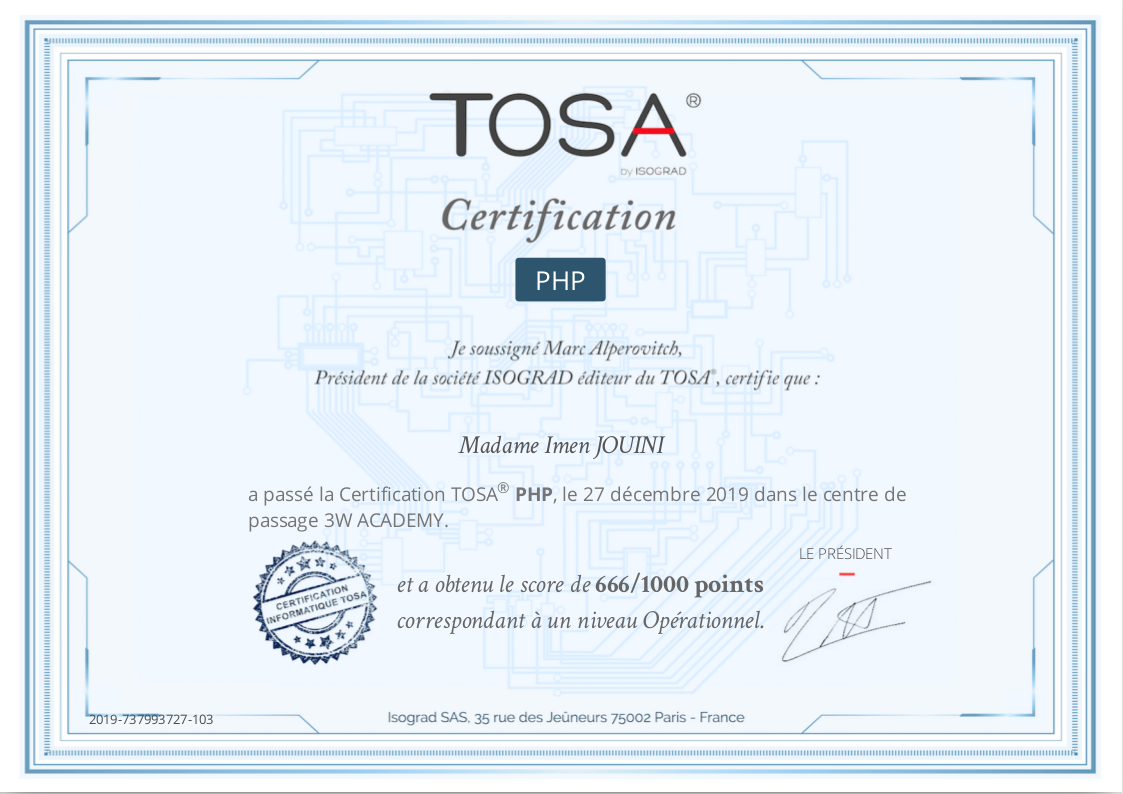 TOSA®
by ISOGRAD
Certification
PHP
Je soussigné Marc Alperovitch,
Président de la société ISOGRAD éditeur du TOSA®, certifie que :
Madame Imen JOUINI
a passé la Certification TOSA® PHP, le 27 décembre 2019 dans le centre de
passage 3W ACADEMY.
LE PRÉSIDENT
CERTIFICATION
INFORMATIQUE TOSA
et a obtenu le score de 666/1000 points
correspondant à un niveau Opérationnel.
2019-737993727-103
Isograd SAS, 35 rue des Jeûneurs 75002 Paris - France